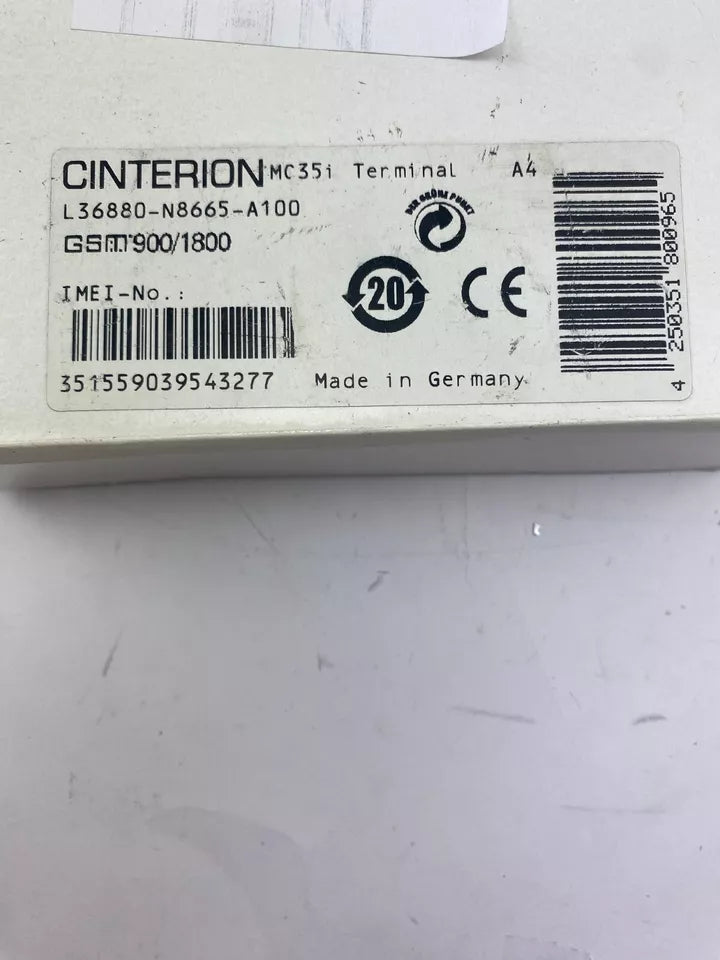 CINTERION MC35i Terminal A4
L36880-N8665-A100
GSM 900/1800
DER GRÜNE PUNKT
20
CE
IMEI-No.:
351559039543277
Made in Germany
4 250351 800965